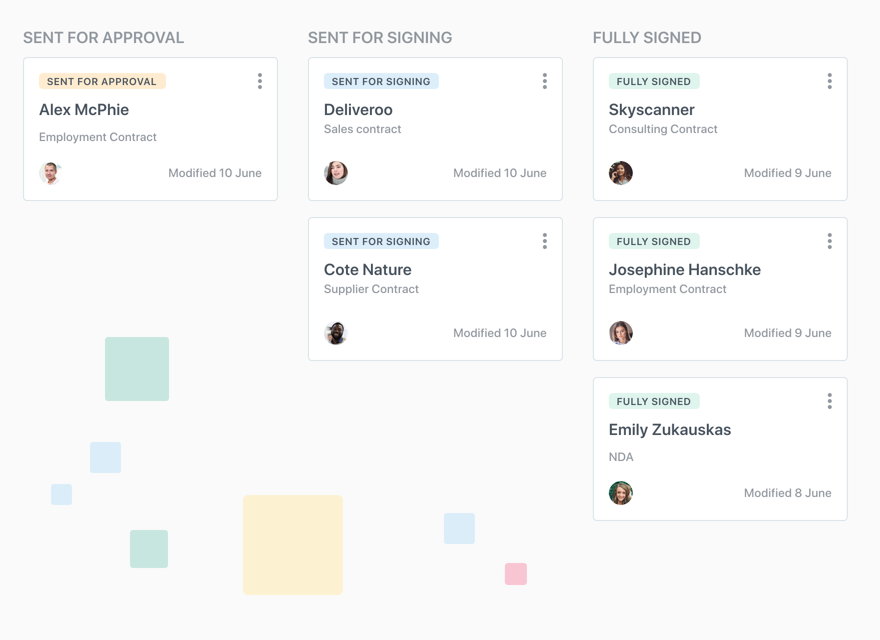 SENT FOR APPROVAL
SENT FOR APPROVAL
Alex McPhie
Employment Contract
Modified 10 June
SENT FOR SIGNING
SENT FOR SIGNING
Deliveroo
Sales contract
Modified 10 June
SENT FOR SIGNING
Cote Nature
Supplier Contract
Modified 10 June
FULLY SIGNED
FULLY SIGNED
Skyscanner
Consulting Contract
Modified 9 June
FULLY SIGNED
Josephine Hanschke
Employment Contract
Modified 9 June
FULLY SIGNED
Emily Zukauskas
NDA
Modified 8 June